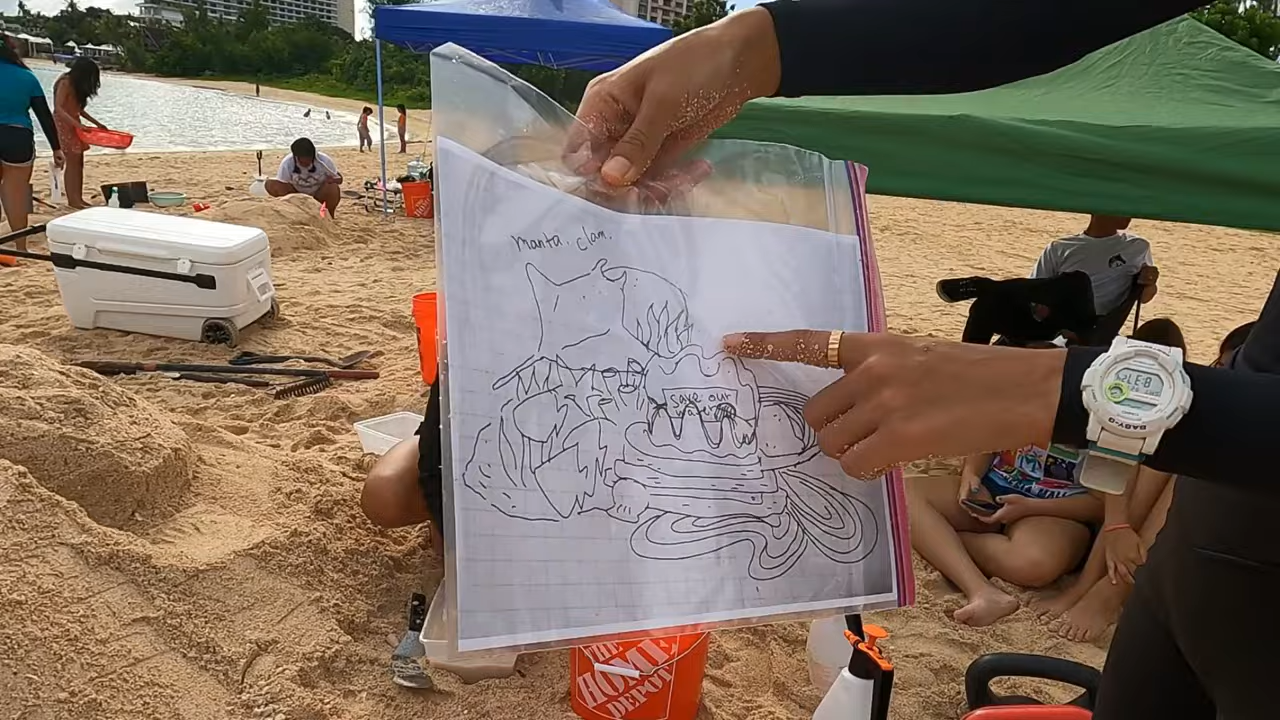 manta. clam.
save our
water
THE
HOME
DEPOT
BABY-G